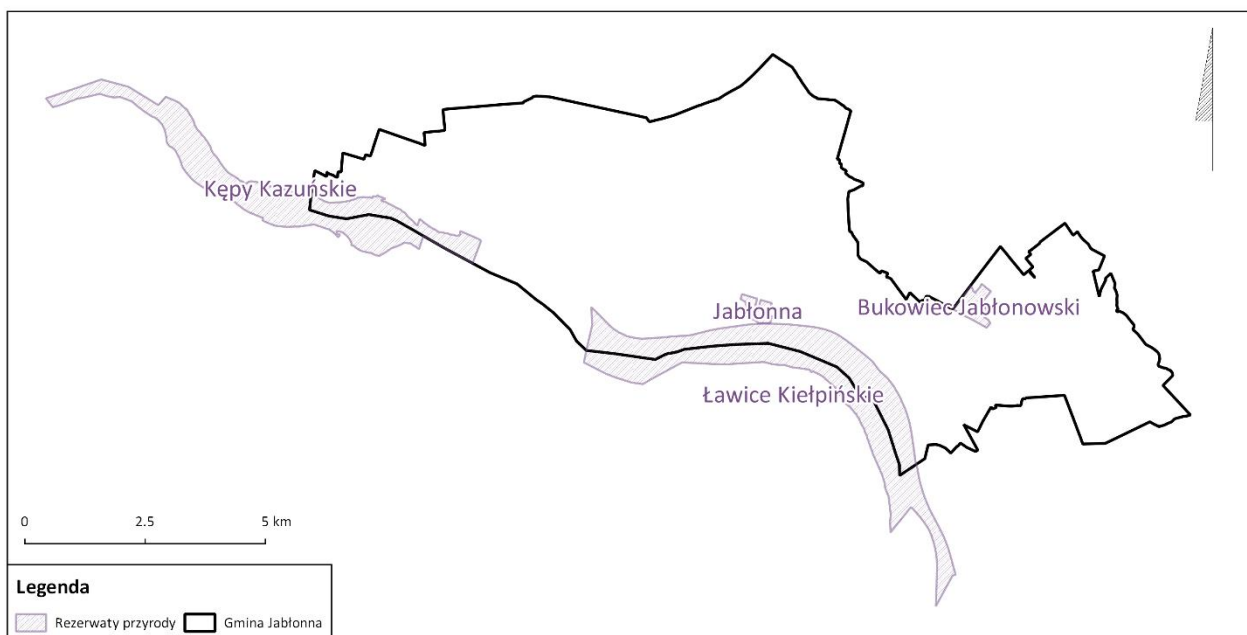 Kępy Kazuńskie
Jabłonna
Bukowiec Jabłonowski
Ławice Kiełpińskie
0 2.5 5 km
Legenda
Rezerwaty przyrody Gmina Jabłonna